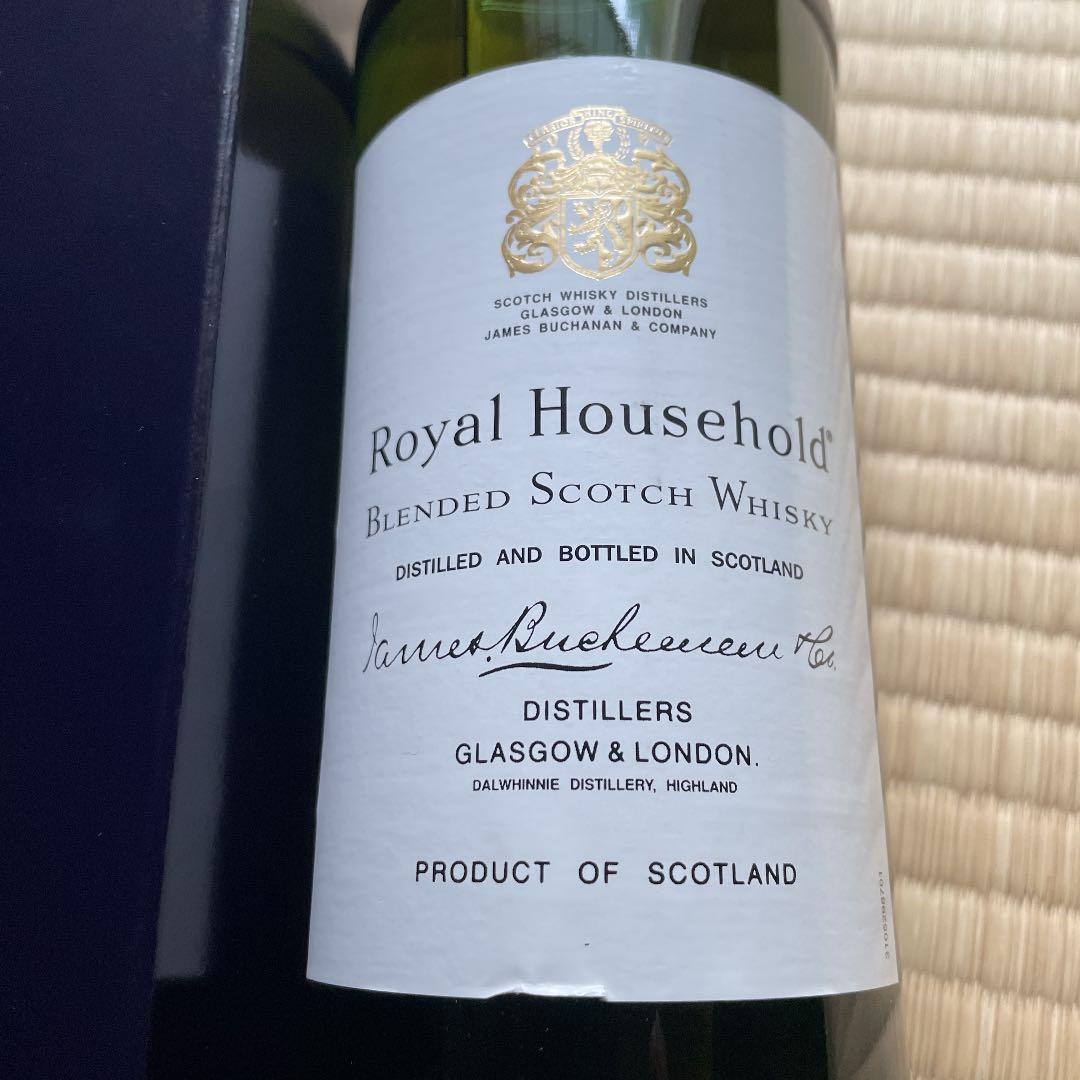 SCOTCH WHISKY DISTILLERS
GLASGOW & LONDON
JAMES BUCHANAN & COMPANY
Royal Household®
BLENDED SCOTCH WHISKY
DISTILLED AND BOTTLED IN SCOTLAND
James Buchanan & Co.
DISTILLERS
GLASGOW & LONDON.
DALWHINNIE DISTILLERY, HIGHLAND
PRODUCT OF SCOTLAND